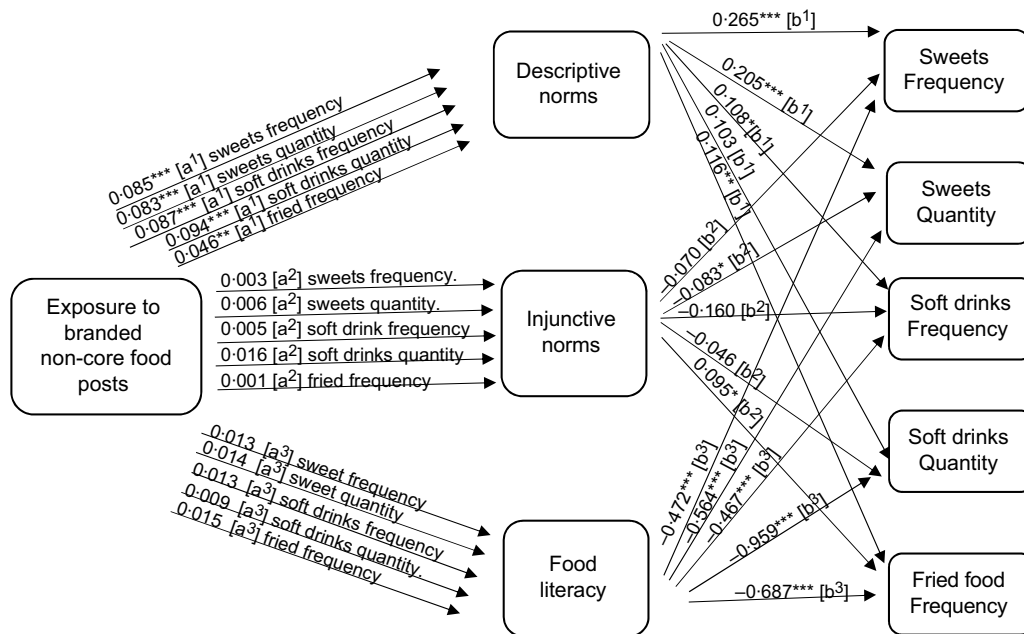 0·265*** [b1]
0·205*** [b1]
0·108*[b1]
0·103 [b1]
0·116** [b1]
Descriptive
norms
Sweets
Frequency
0·085*** [a1] sweets frequency
0·083*** [a1] sweets quantity
0·087*** [a1] soft drinks frequency
0·094*** [a1] soft drinks quantity
0·046** [a1] fried frequency
Sweets
Quantity
Exposure to
branded
non-core food
posts
0·003 [a2] sweets frequency.
0·006 [a2] sweets quantity.
0·005 [a2] soft drink frequency
0·016 [a2] soft drinks quantity
0·001 [a2] fried frequency
Injunctive
norms
–0·070 [b2]
–0·083* [b2]
–0·160 [b2]
–0·046 [b2]
0·095* [b2]
Soft drinks
Frequency
0·013 [a3] sweet frequency
0·014 [a3] sweet quantity
0·013 [a3] soft drinks frequency
0·009 [a3] soft drinks quantity.
0·015 [a3] fried frequency
Soft drinks
Quantity
Food
literacy
–0·472*** [b3]
–0·564*** [b3]
–0·467*** [b3]
–0·959*** [b3]
–0·687*** [b3]
Fried food
Frequency